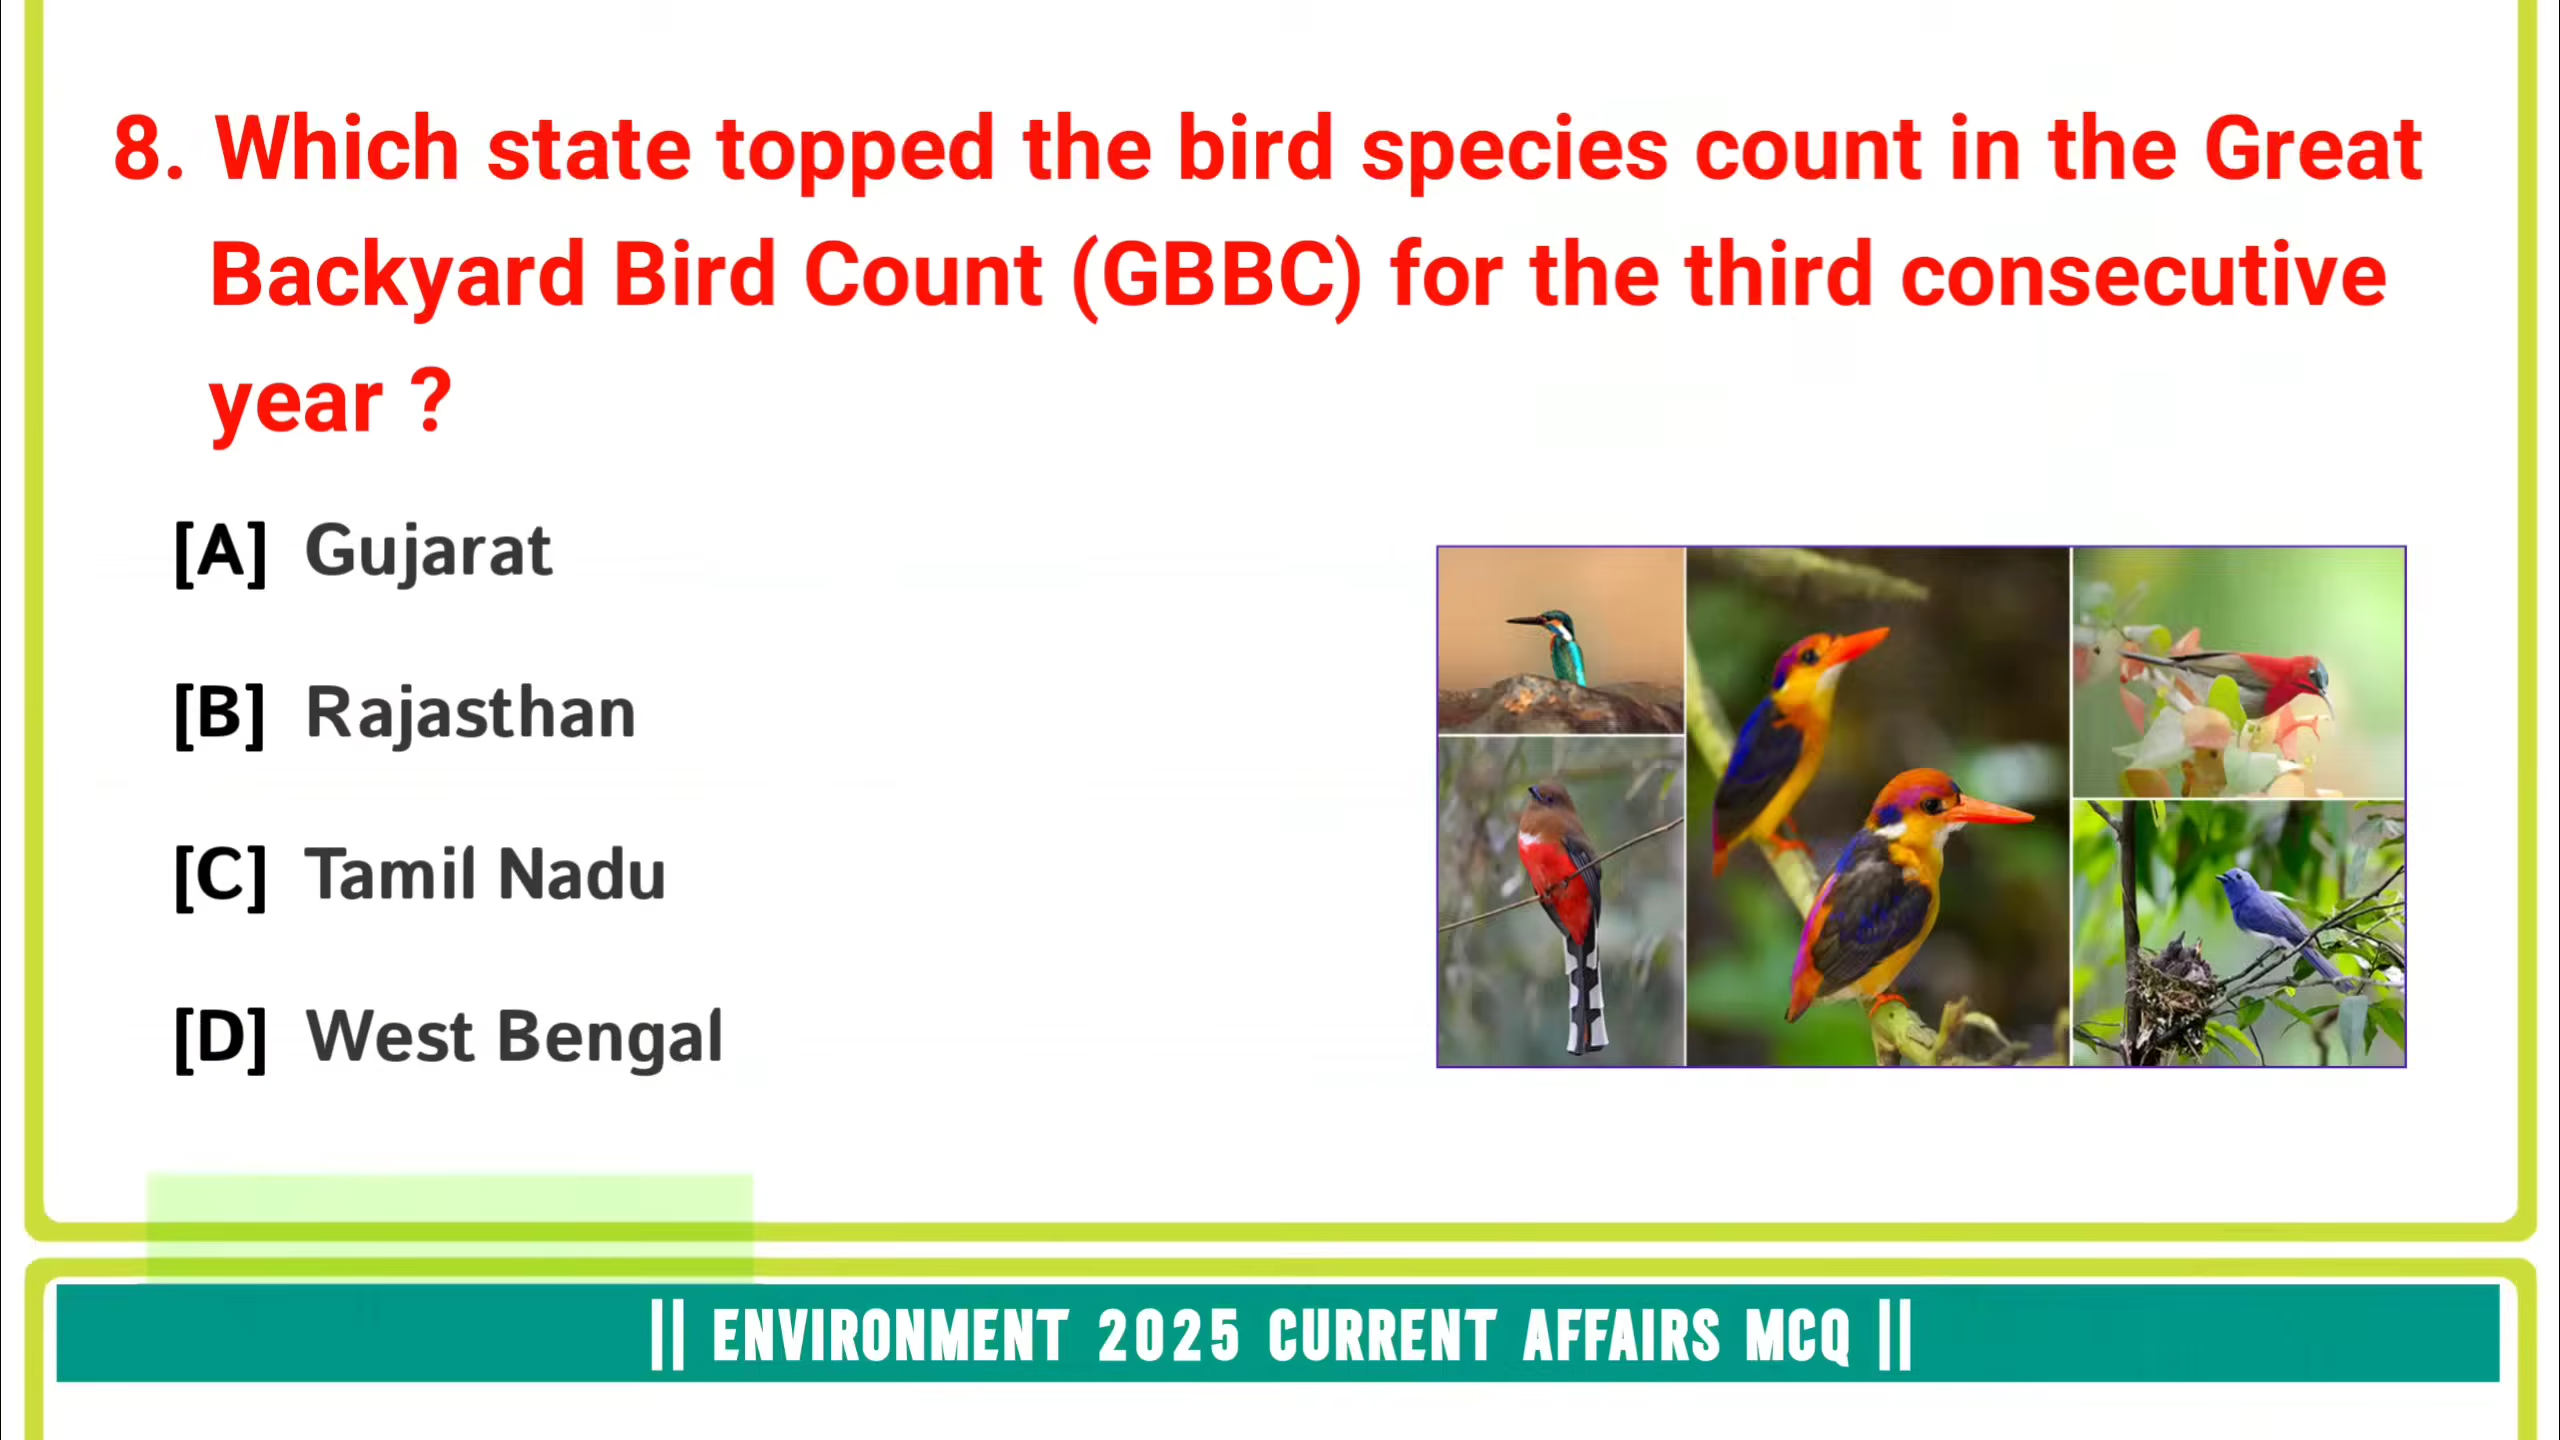 8. Which state topped the bird species count in the Great
Backyard Bird Count (GBBC) for the third consecutive
year ?
[A] Gujarat
[B] Rajasthan
[C] Tamil Nadu
[D] West Bengal
|| ENVIRONMENT 2025 CURRENT AFFAIRS MCQ ||